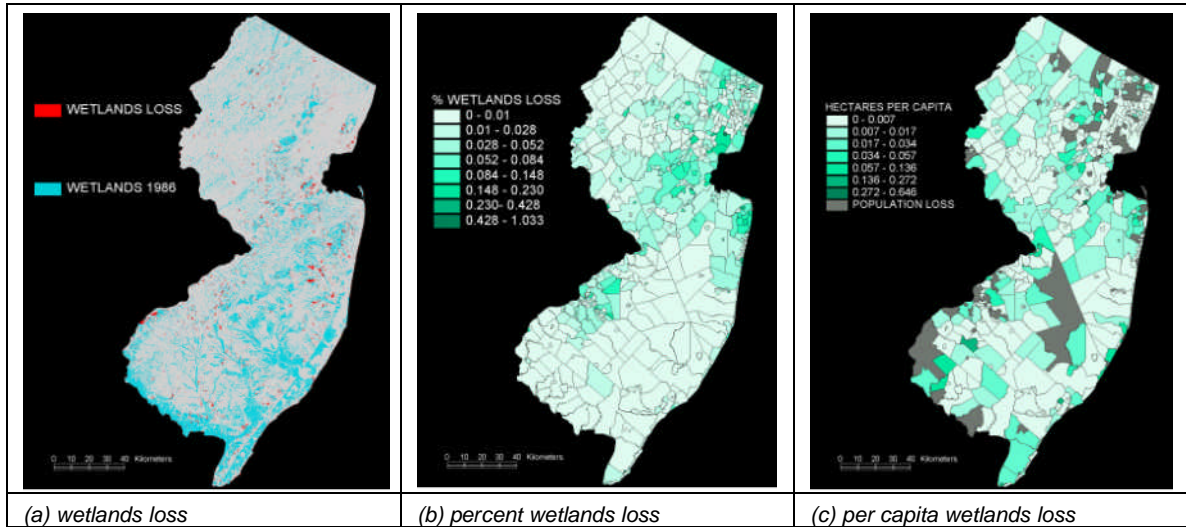 WETLANDS LOSS
WETLANDS 1986
0 10 20 30 40 Kilometers
(a) wetlands loss
% WETLANDS LOSS
0 - 0.01
0.01 - 0.028
0.028 - 0.052
0.052 - 0.084
0.084 - 0.148
0.148 - 0.230
0.230- 0.428
0.428 - 1.033
0 10 20 30 40 Kilometers
(b) percent wetlands loss
HECTARES PER CAPITA
0 - 0.007
0.007 - 0.017
0.017 - 0.034
0.034 - 0.057
0.057 - 0.136
0.136 - 0.272
0.272 - 0.646
POPULATION LOSS
0 10 20 30 40 Kilometers
(c) per capita wetlands loss